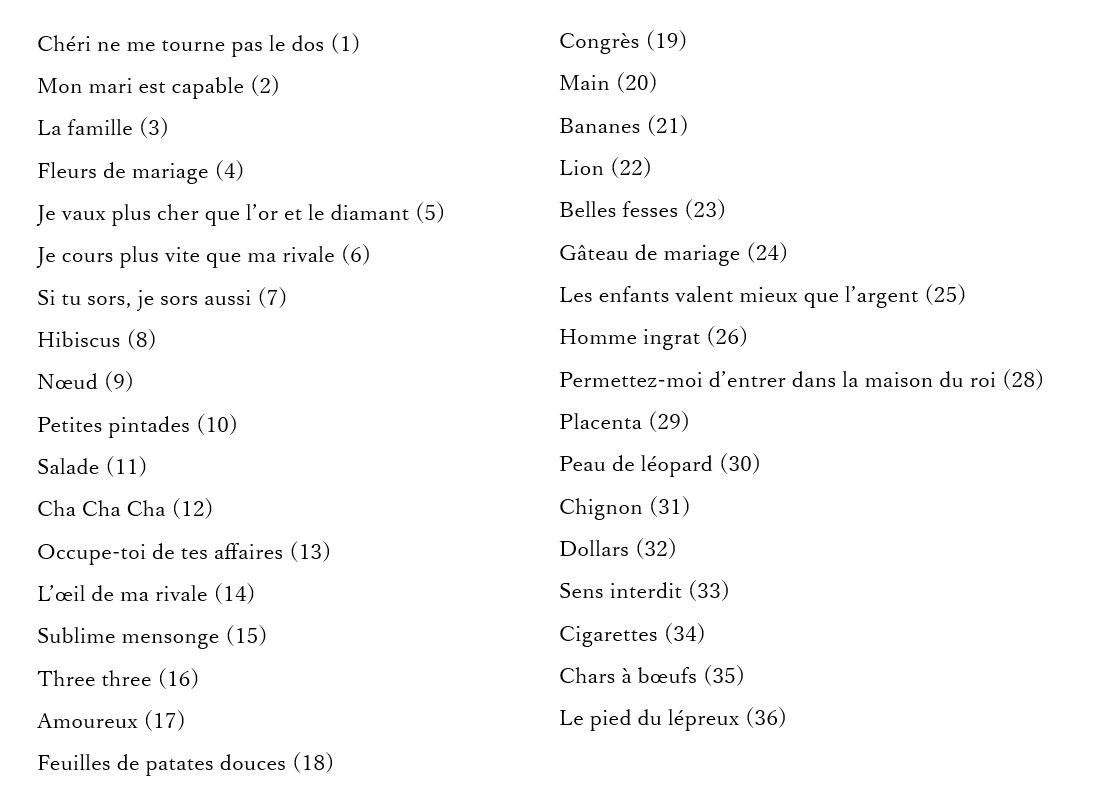 Chéri ne me tourne pas le dos (1)
Mon mari est capable (2)
La famille (3)
Fleurs de mariage (4)
Je vaux plus cher que l’or et le diamant (5)
Je cours plus vite que ma rivale (6)
Si tu sors, je sors aussi (7)
Hibiscus (8)
Nœud (9)
Petites pintades (10)
Salade (11)
Cha Cha Cha (12)
Occupe-toi de tes affaires (13)
L’œil de ma rivale (14)
Sublime mensonge (15)
Three three (16)
Amoureux (17)
Feuilles de patates douces (18)
Congrès (19)
Main (20)
Bananes (21)
Lion (22)
Belles fesses (23)
Gâteau de mariage (24)
Les enfants valent mieux que l’argent (25)
Homme ingrat (26)
Permettez-moi d’entrer dans la maison du roi (28)
Placenta (29)
Peau de léopard (30)
Chignon (31)
Dollars (32)
Sens interdit (33)
Cigarettes (34)
Chars à bœufs (35)
Le pied du lépreux (36)